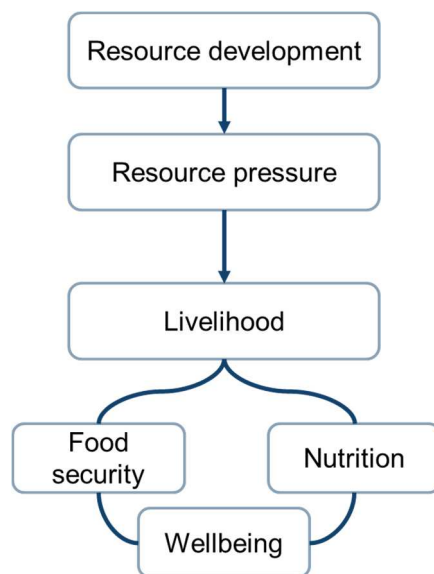 Resource development
Resource pressure
Livelihood
Food
security
Nutrition
Wellbeing